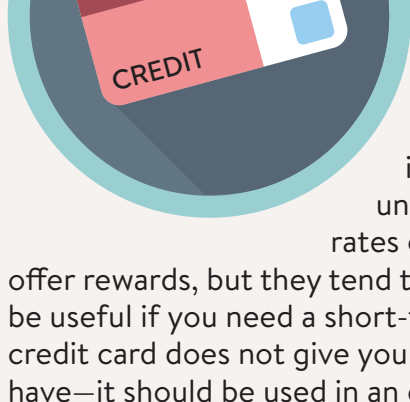 CREDIT
un
rates
offer rewards, but they tend
be useful if you need a short-
credit card does not give you
have—it should be used in an